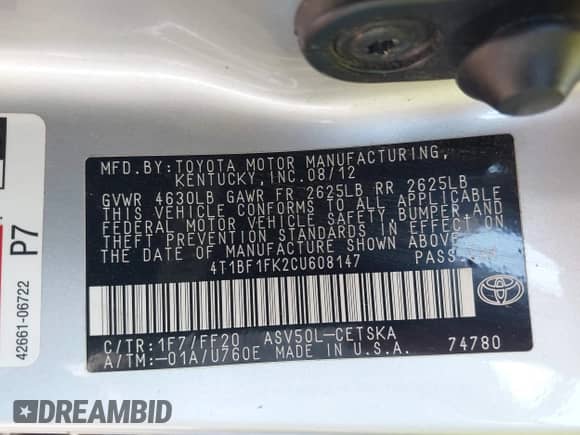 MFD.BY: TOYOTA MOTOR MANUFACTURING,
KENTUCKY, INC. 08/12
GVWR 4630LB GAWR FR 2625LB RR 2625LB
THIS VEHICLE CONFORMS TO ALL APPLICABLE
FEDERAL MOTOR VEHICLE SAFETY, BUMPER, AND
THEFT PREVENTION STANDARDS IN EFFECT ON
THE DATE OF MANUFACTURE SHOWN ABOVE.
4T1BF1FK2CU608147 PASS. CAR
C/TR: 1F7/FF20 ASV50L-CETSKA
A/TM: -01A/U760E MADE IN U.S.A. 74780
42661-06722 P7
DREAMBID